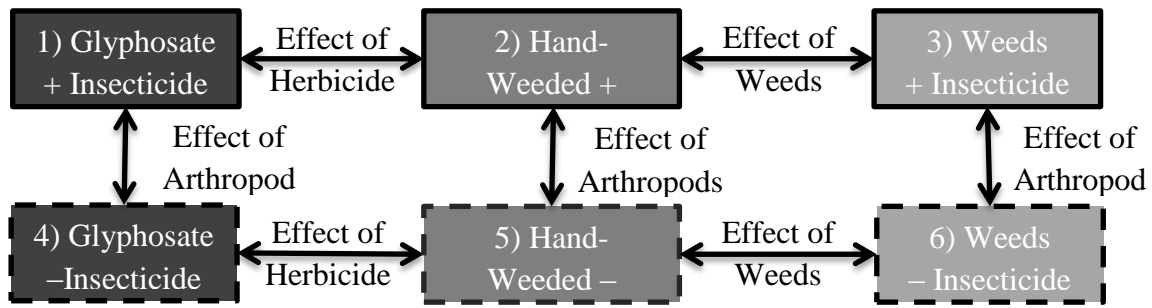 1) Glyphosate
+ Insecticide
Effect of
Herbicide
2) Hand-
Weeded +
Effect of
Weeds
3) Weeds
+ Insecticide
Effect of
Arthropod
Effect of
Arthropods
Effect of
Arthropod
4) Glyphosate
–Insecticide
Effect of
Herbicide
5) Hand-
Weeded –
Effect of
Weeds
6) Weeds
– Insecticide